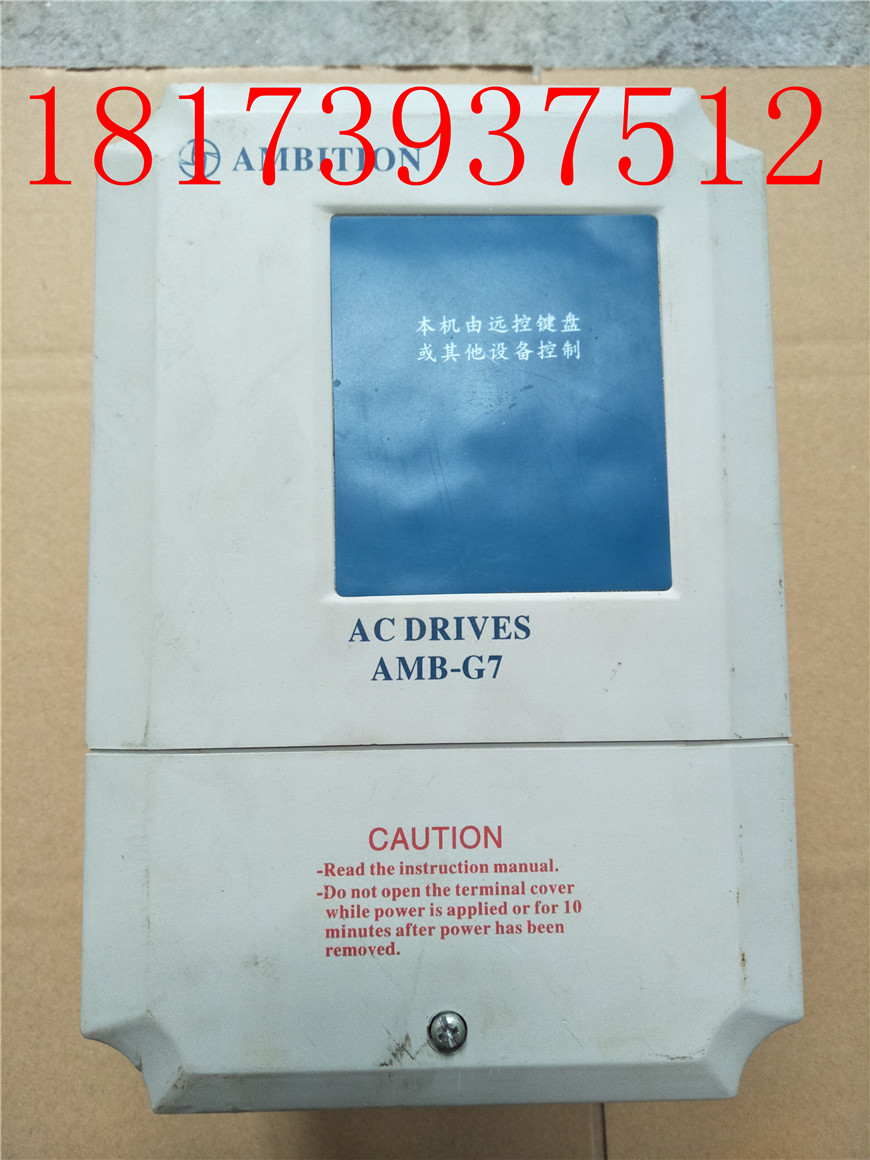 18173937512
AMBITION
本机由远控键盘
或其他设备控制
AC DRIVES
AMB-G7
CAUTION
-Read the instruction manual.
-Do not open the terminal cover
while power is applied or for 10
minutes after power has been
removed.